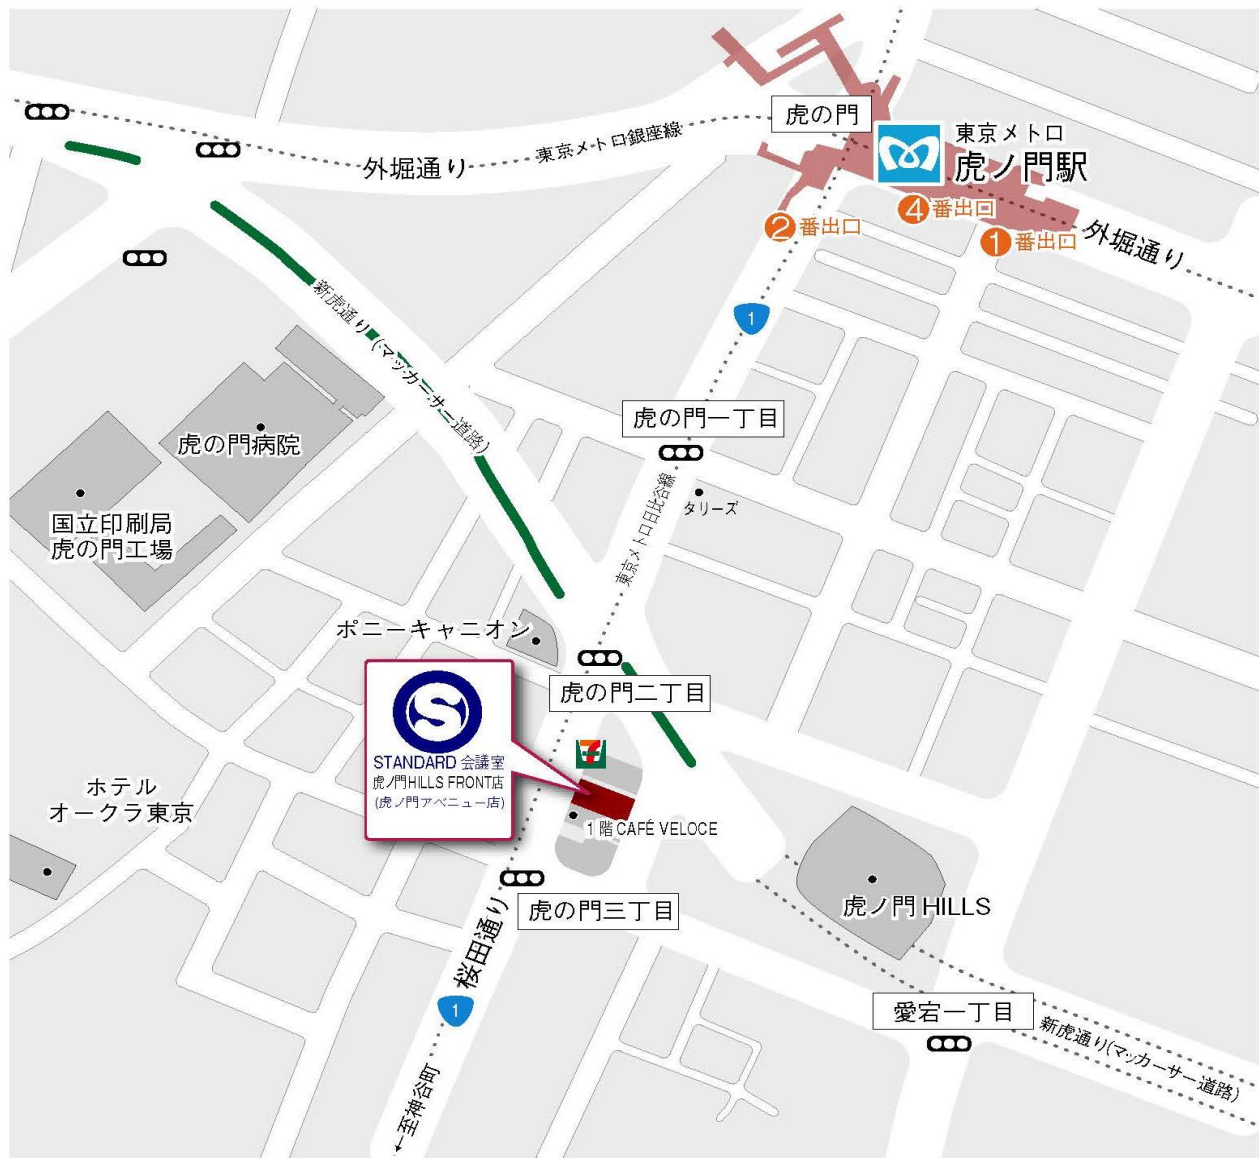 虎の門
東京メトロ
虎ノ門駅
東京メトロ銀座線
外堀通り
4番出口
2番出口
1番出口
外堀通り
1
新虎通り(マッカーサー道路)
虎の門一丁目
虎の門病院
タリーズ
東京メトロ日比谷線
国立印刷局
虎の門工場
ポニーキャニオン
虎の門二丁目
S
STANDARD 会議室
虎ノ門HILLS FRONT店
(虎ノ門アベニュー店)
7
ホテル
オークラ東京
1階 CAFÉ VELOCE
虎ノ門 HILLS
虎の門三丁目
桜田通り
1
愛宕一丁目
新虎通り(マッカーサー道路)
←至神谷町